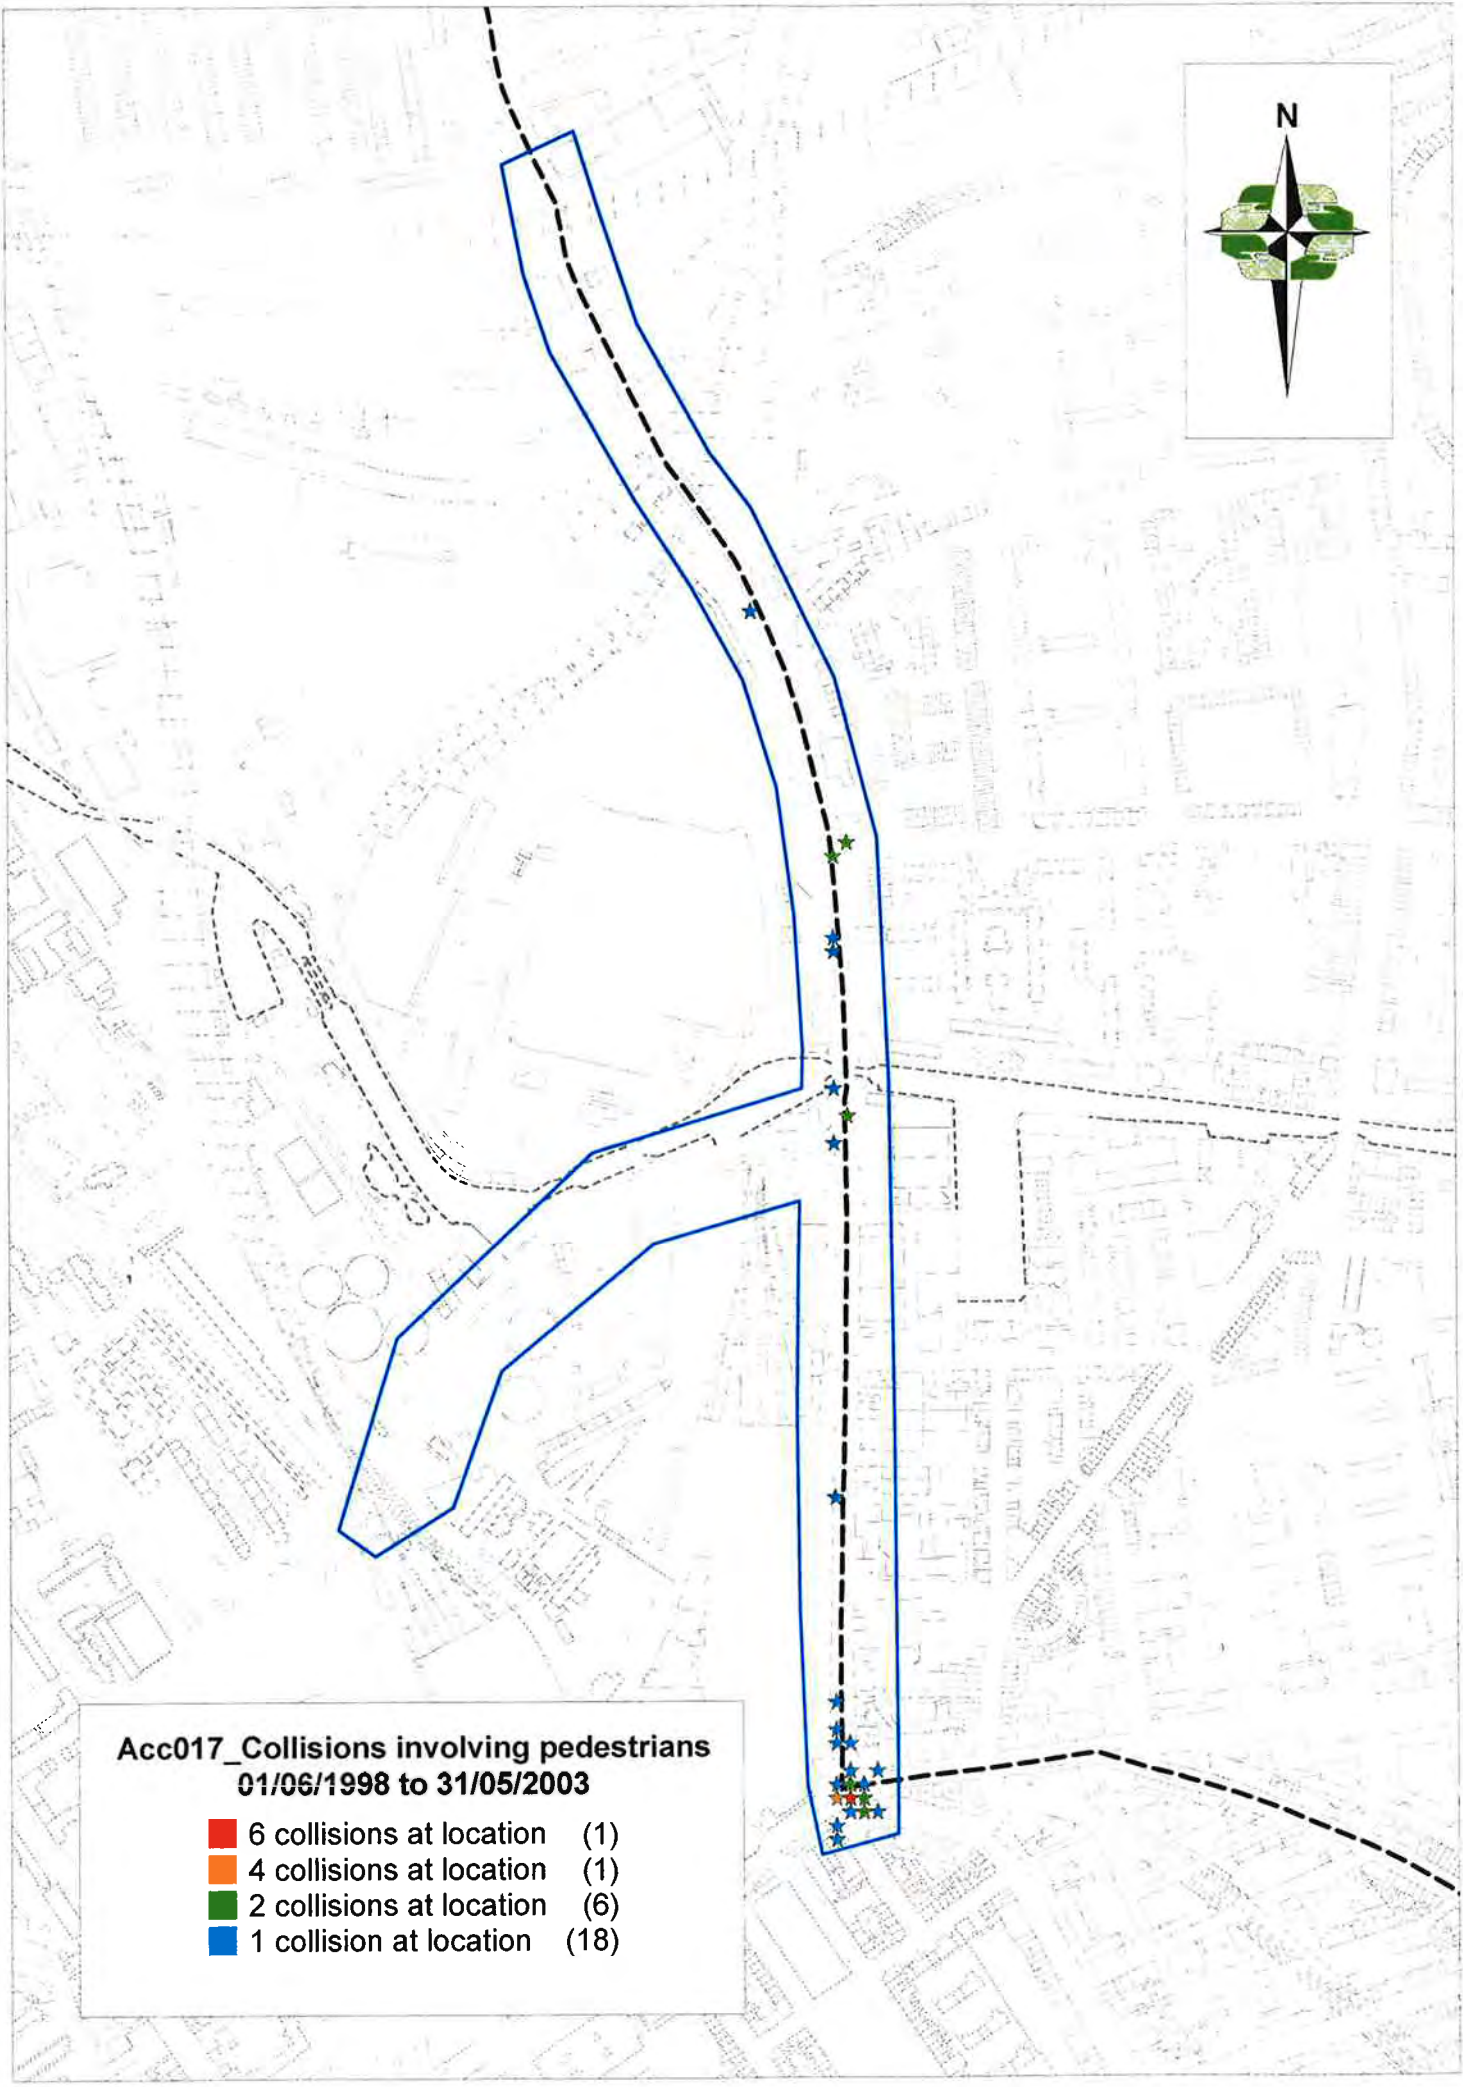 N
Acc017_Collisions involving pedestrians
01/06/1998 to 31/05/2003
6 collisions at location (1)
4 collisions at location (1)
2 collisions at location (6)
1 collision at location (18)